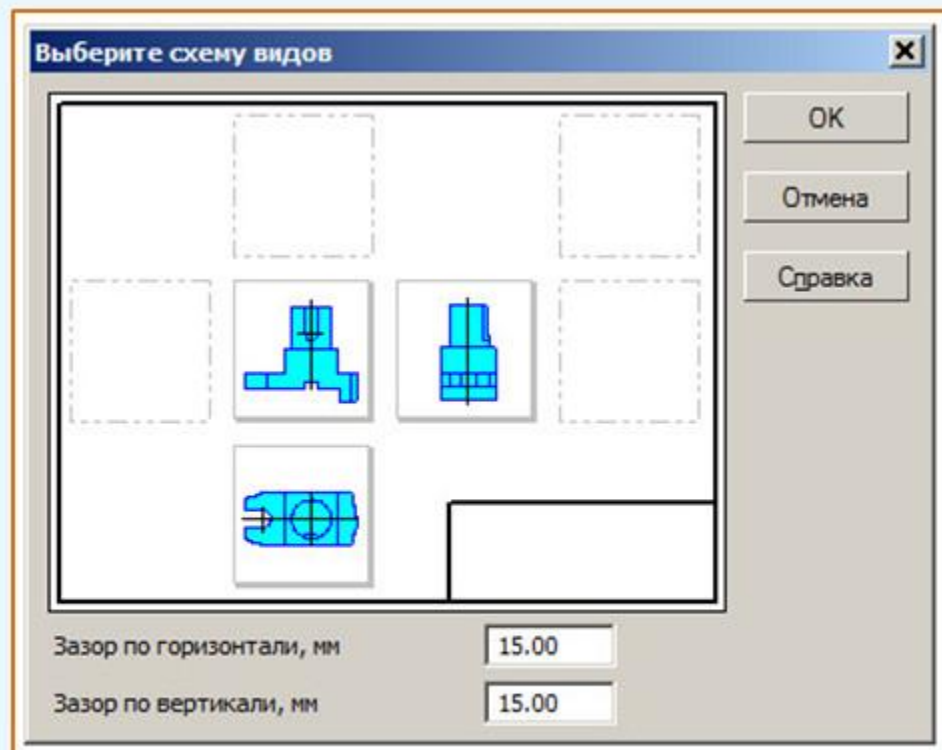 Выберите схему видов
OK
Отмена
Справка
Зазор по горизонтали, мм 15.00
Зазор по вертикали, мм 15.00